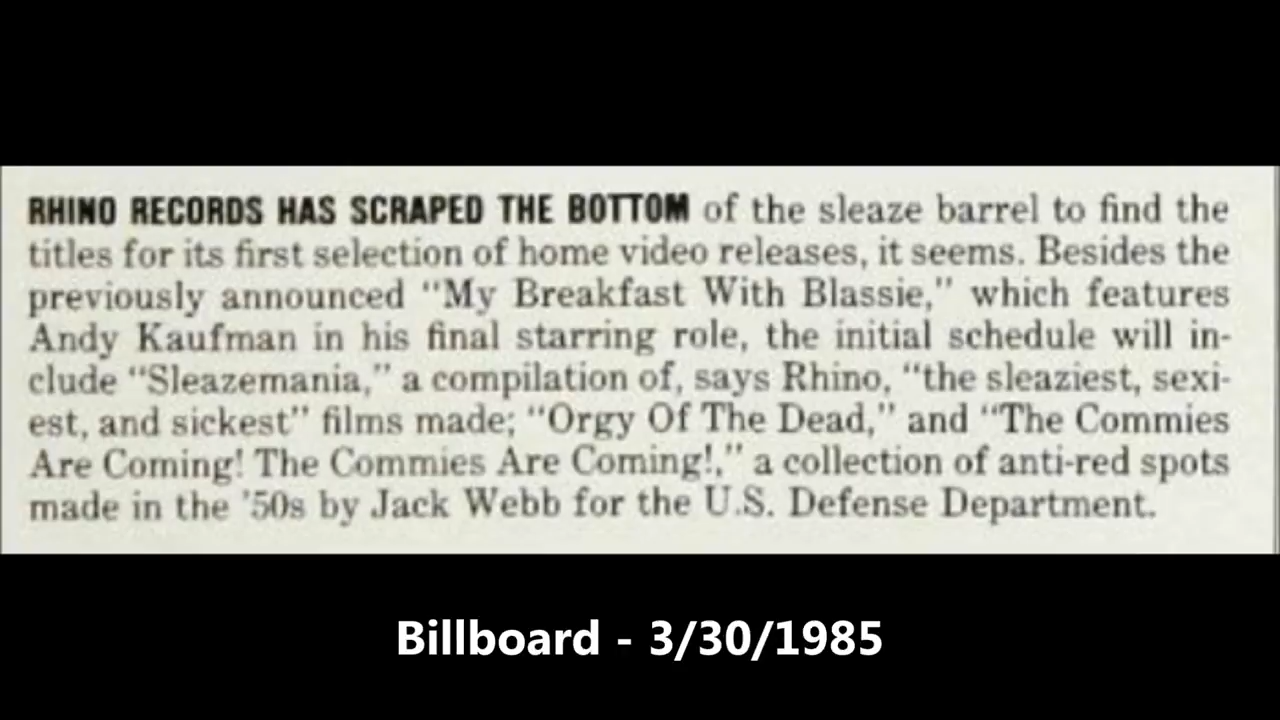 RHINO RECORDS HAS SCRAPED THE BOTTOM of the sleaze barrel to find the
titles for its first selection of home video releases, it seems. Besides the
previously announced "My Breakfast With Blassie," which features
Andy Kaufman in his final starring role, the initial schedule will in-
clude "Sleazemania," a compilation of, says Rhino, "the sleaziest, sexi-
est, and sickest" films made; "Orgy Of The Dead," and "The Commies
Are Coming! The Commies Are Coming!," a collection of anti-red spots
made in the '50s by Jack Webb for the U.S. Defense Department.
Billboard - 3/30/1985